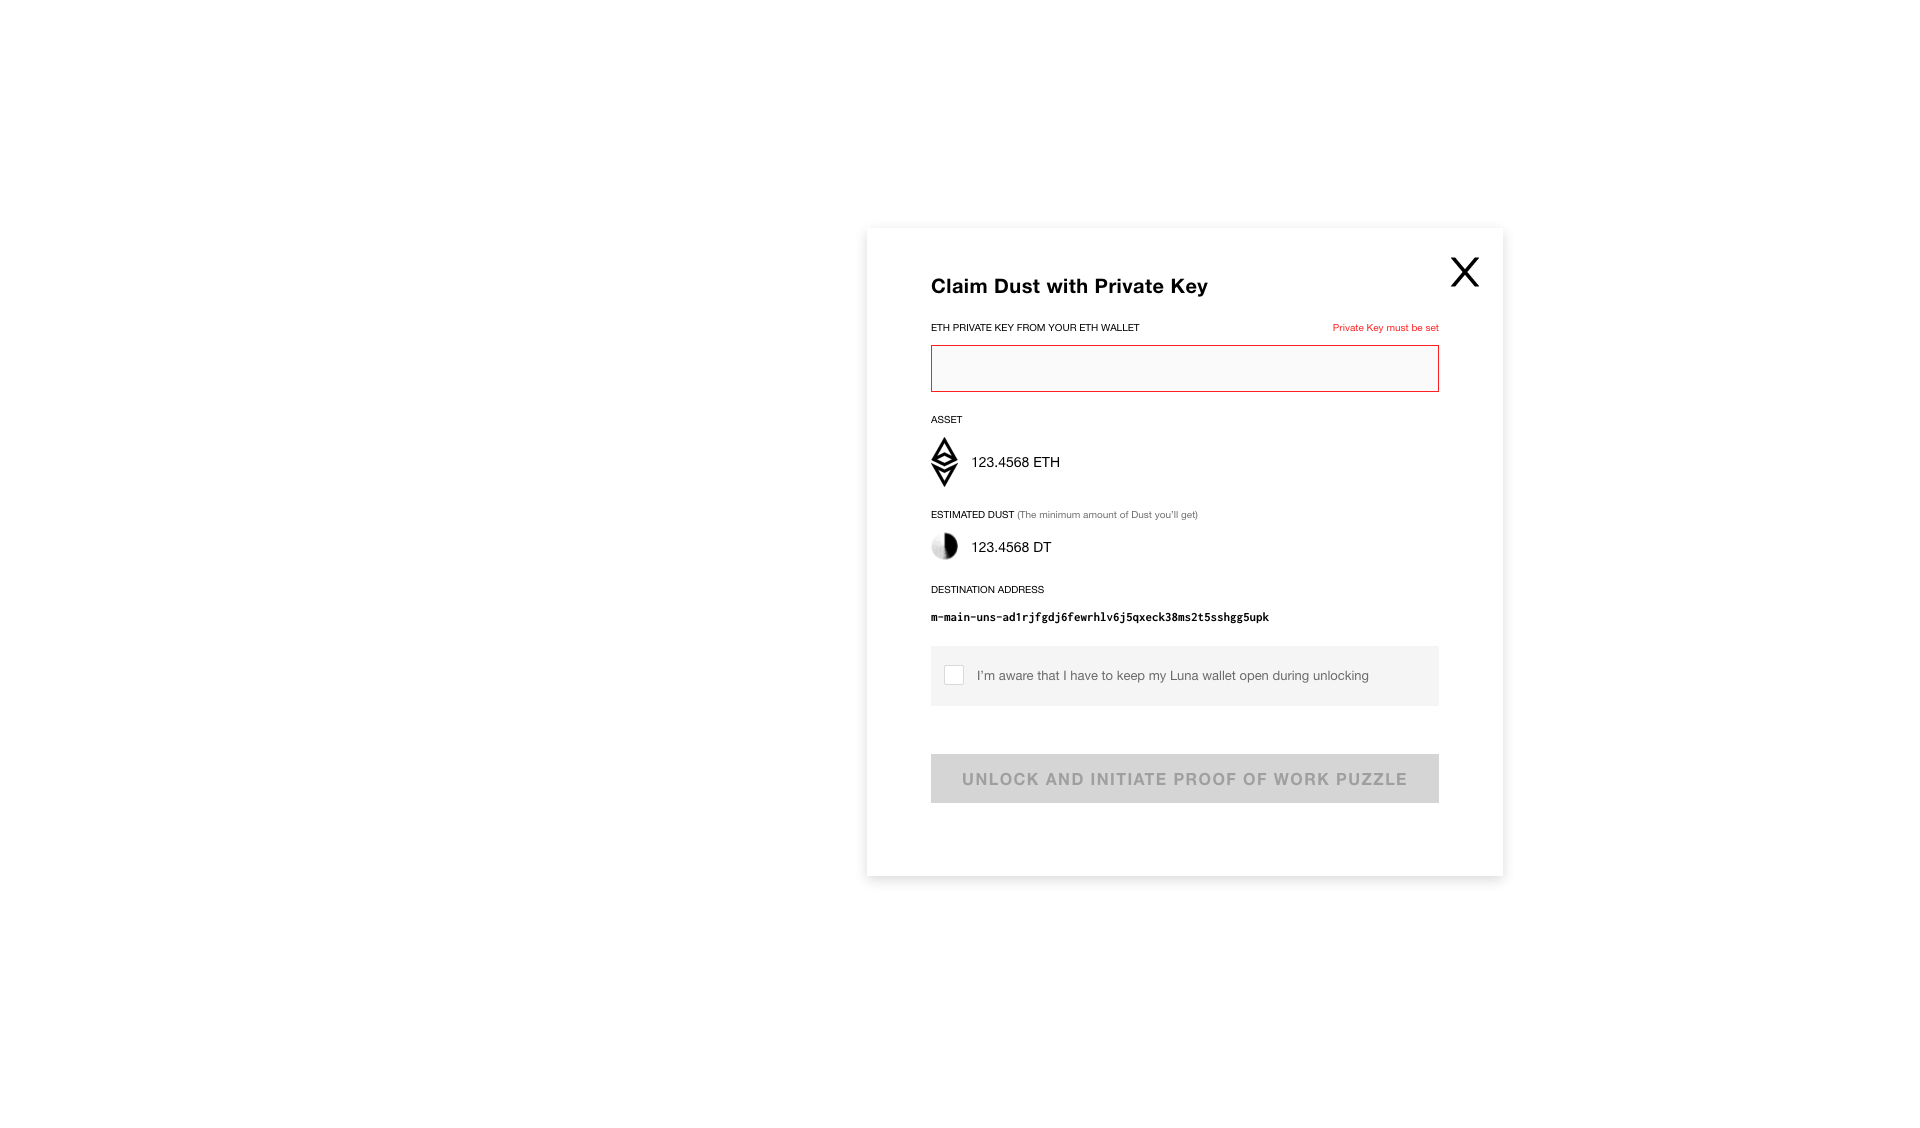 Claim Dust with Private Key
X
ETH PRIVATE KEY FROM YOUR ETH WALLET
Private Key must be set
ASSET
123.4568 ETH
ESTIMATED DUST (The minimum amount of Dust you'll get)
123.4568 DT
DESTINATION ADDRESS
m-main-uns-ad1rjfgdj6fewrhlv6j5qxeck38ms2t5sshgg5upk
I'm aware that I have to keep my Luna wallet open during unlocking
UNLOCK AND INITIATE PROOF OF WORK PUZZLE